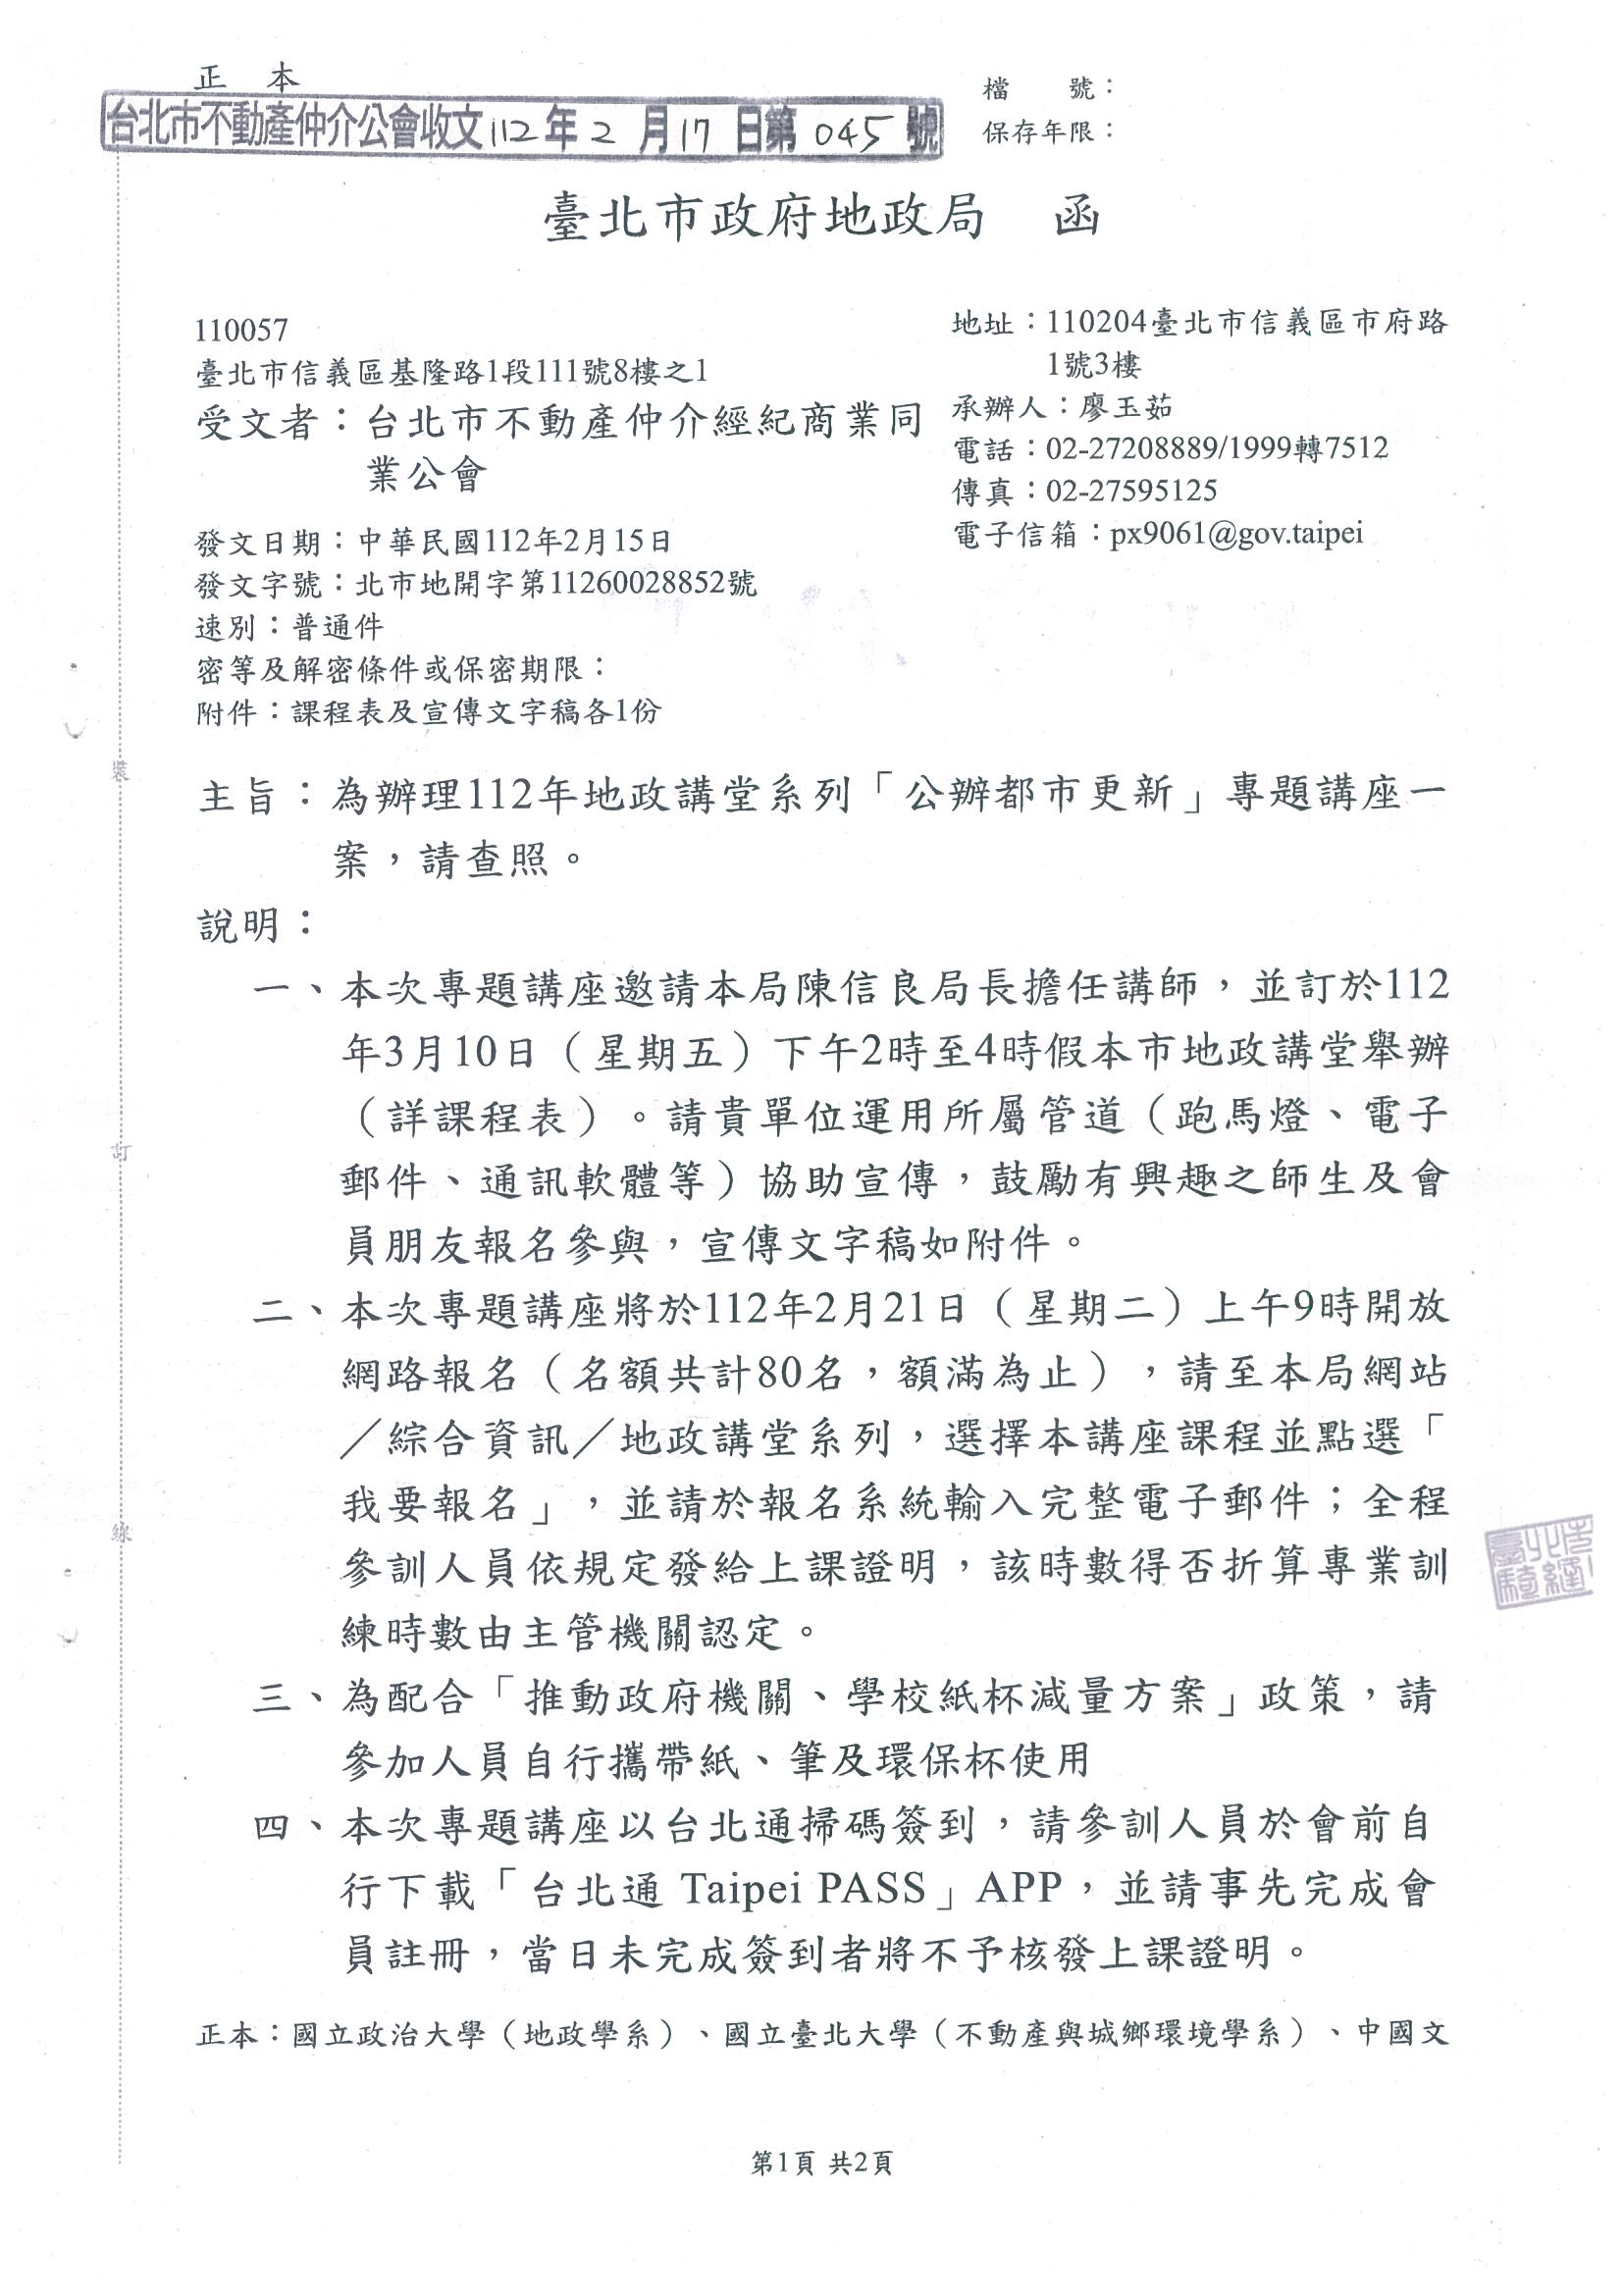 正 本
台北市不動產仲介公會收文112年2月17日第045號
檔 號：
保存年限：
臺北市政府地政局 函
110057
臺北市信義區基隆路1段111號8樓之1
受文者：台北市不動產仲介經紀商業同
業公會
地址：110204臺北市信義區市府路
1號3樓
承辦人：廖玉茹
電話：02-27208889/1999轉7512
傳真：02-27595125
電子信箱：px9061@gov.taipei
發文日期：中華民國112年2月15日
發文字號：北市地開字第11260028852號
速別：普通件
密等及解密條件或保密期限：
附件：課程表及宣傳文字稿各1份
主旨：為辦理112年地政講堂系列「公辦都市更新」專題講座一
案，請查照。
說明：
一、本次專題講座邀請本局陳信良局長擔任講師，並訂於112
年3月10日（星期五）下午2時至4時假本市地政講堂舉辦
（詳課程表）。請貴單位運用所屬管道（跑馬燈、電子
郵件、通訊軟體等）協助宣傳，鼓勵有興趣之師生及會
員朋友報名參與，宣傳文字稿如附件。
二、本次專題講座將於112年2月21日（星期二）上午9時開放
網路報名（名額共計80名，額滿為止），請至本局網站
／綜合資訊／地政講堂系列，選擇本講座課程並點選「
我要報名」，並請於報名系統輸入完整電子郵件；全程
參訓人員依規定發給上課證明，該時數得否折算專業訓
練時數由主管機關認定。
三、為配合「推動政府機關、學校紙杯減量方案」政策，請
參加人員自行攜帶紙、筆及環保杯使用
四、本次專題講座以台北通掃碼簽到，請參訓人員於會前自
行下載「台北通 Taipei PASS」APP，並請事先完成會
員註冊，當日未完成簽到者將不予核發上課證明。
正本：國立政治大學（地政學系）、國立臺北大學（不動產與城鄉環境學系）、中國文
第1頁 共2頁
裝
訂
線